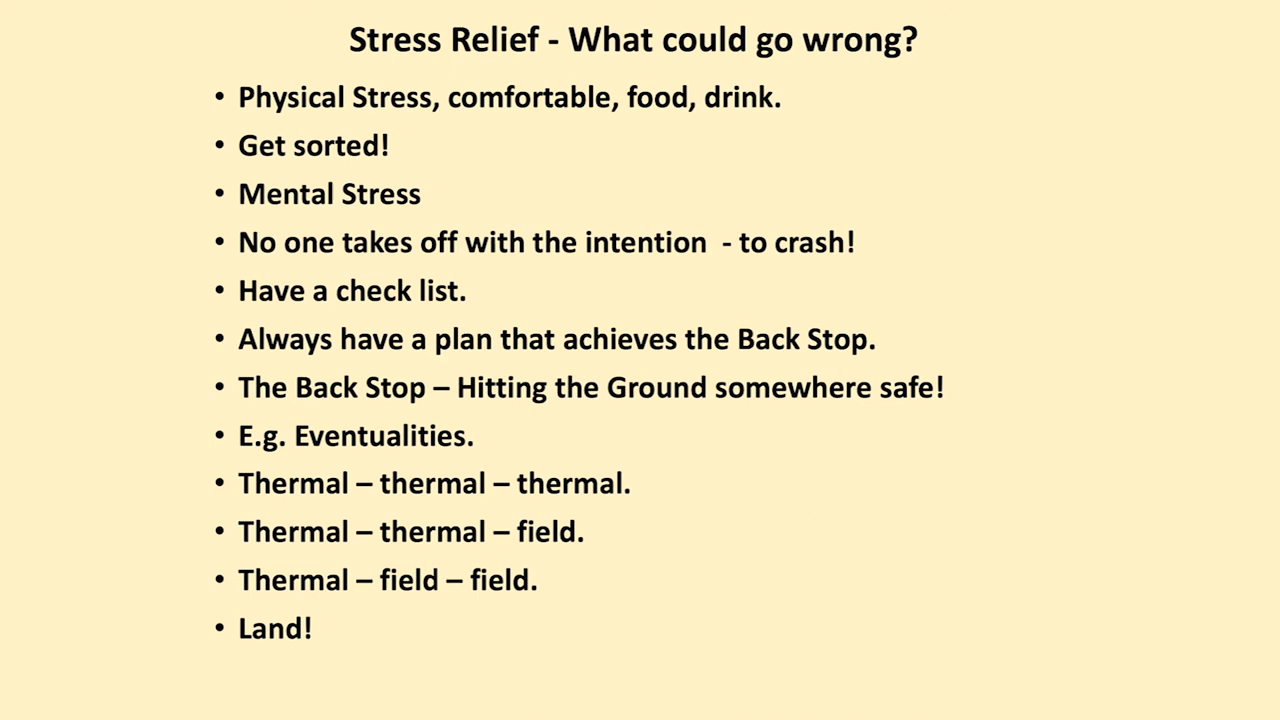 Stress Relief - What could go wrong?
• Physical Stress, comfortable, food, drink.
• Get sorted!
• Mental Stress
• No one takes off with the intention  - to crash!
• Have a check list.
• Always have a plan that achieves the Back Stop.
• The Back Stop – Hitting the Ground somewhere safe!
• E.g. Eventualities.
• Thermal – thermal – thermal.
• Thermal – thermal – field.
• Thermal – field – field.
• Land!